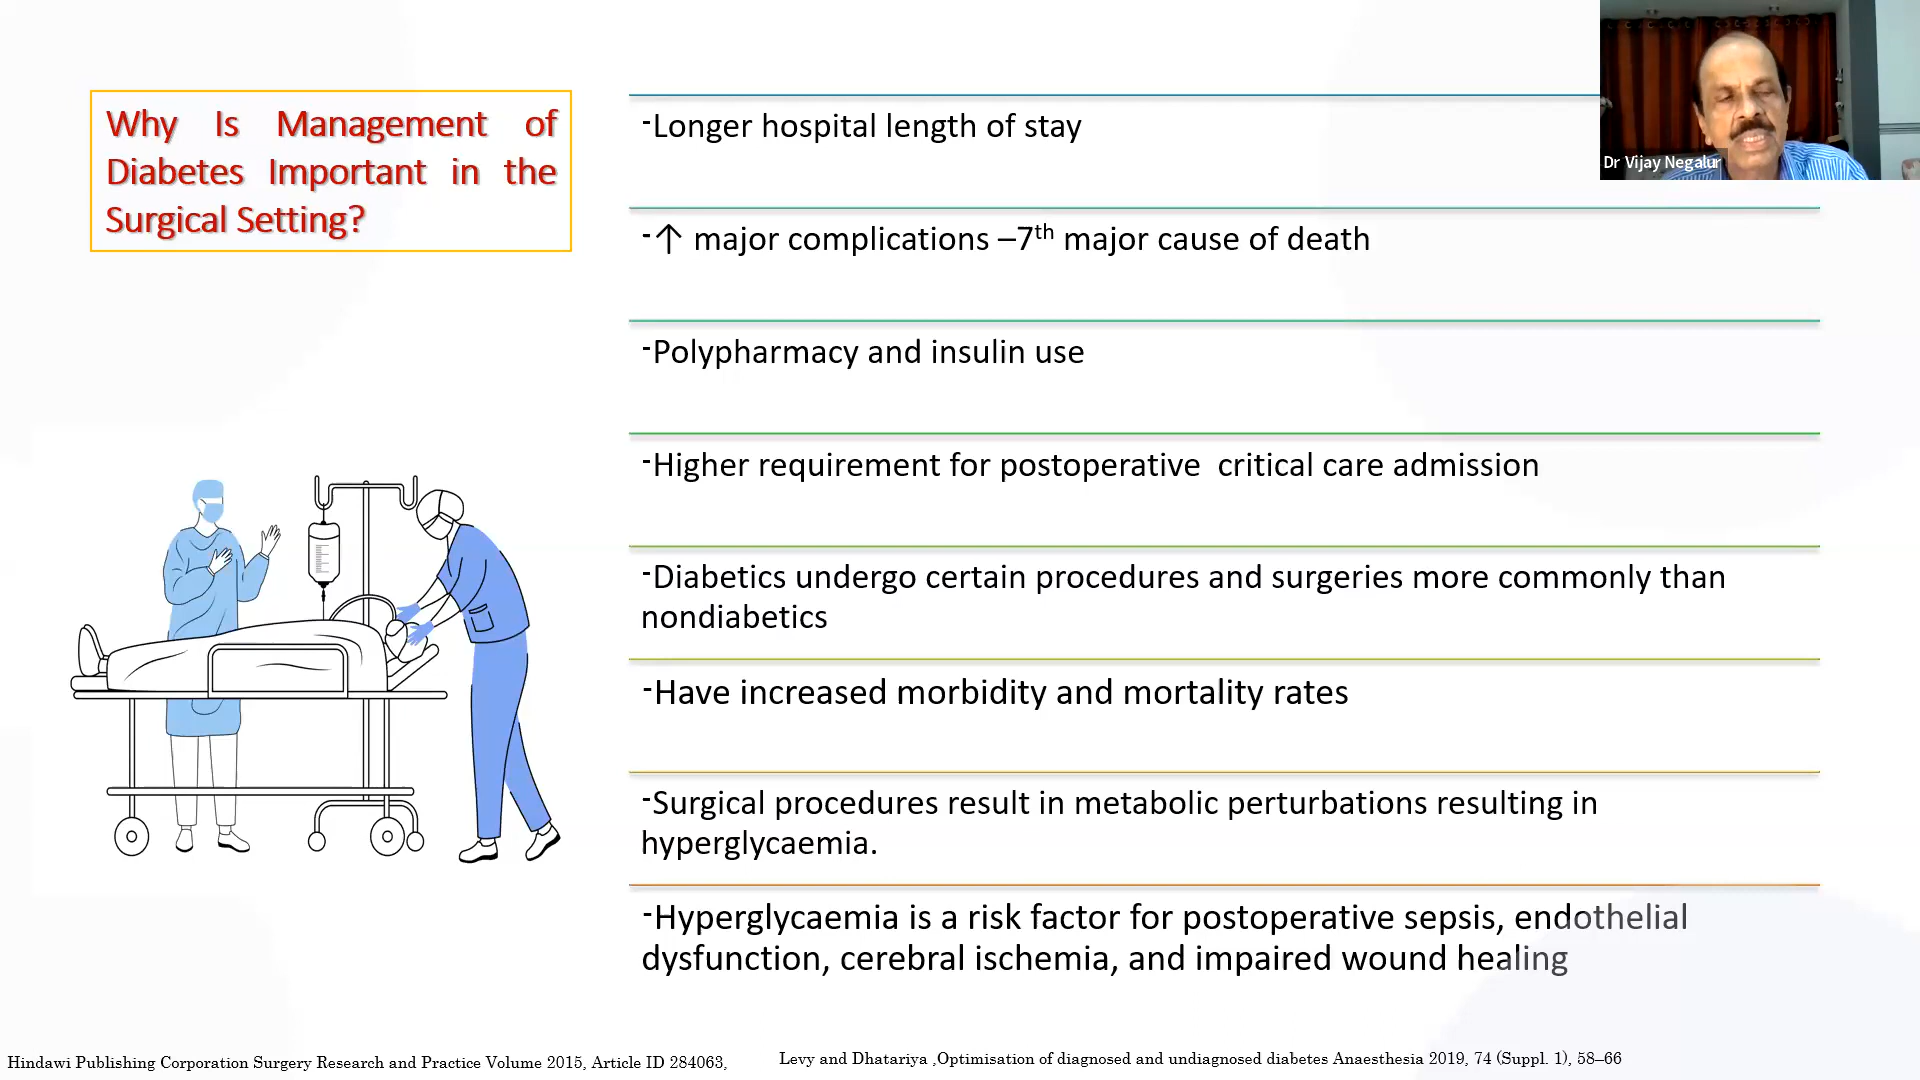 Why Is Management of
Diabetes Important in the
Surgical Setting?
-Longer hospital length of stay
-↑ major complications –7th major cause of death
-Polypharmacy and insulin use
-Higher requirement for postoperative  critical care admission
-Diabetics undergo certain procedures and surgeries more commonly than
nondiabetics
-Have increased morbidity and mortality rates
-Surgical procedures result in metabolic perturbations resulting in
hyperglycaemia.
-Hyperglycaemia is a risk factor for postoperative sepsis, endothelial
dysfunction, cerebral ischemia, and impaired wound healing
Dr Vijay Negalur
Hindawi Publishing Corporation Surgery Research and Practice Volume 2015, Article ID 284063,
Levy and Dhatariya ,Optimisation of diagnosed and undiagnosed diabetes Anaesthesia 2019, 74 (Suppl. 1), 58–66